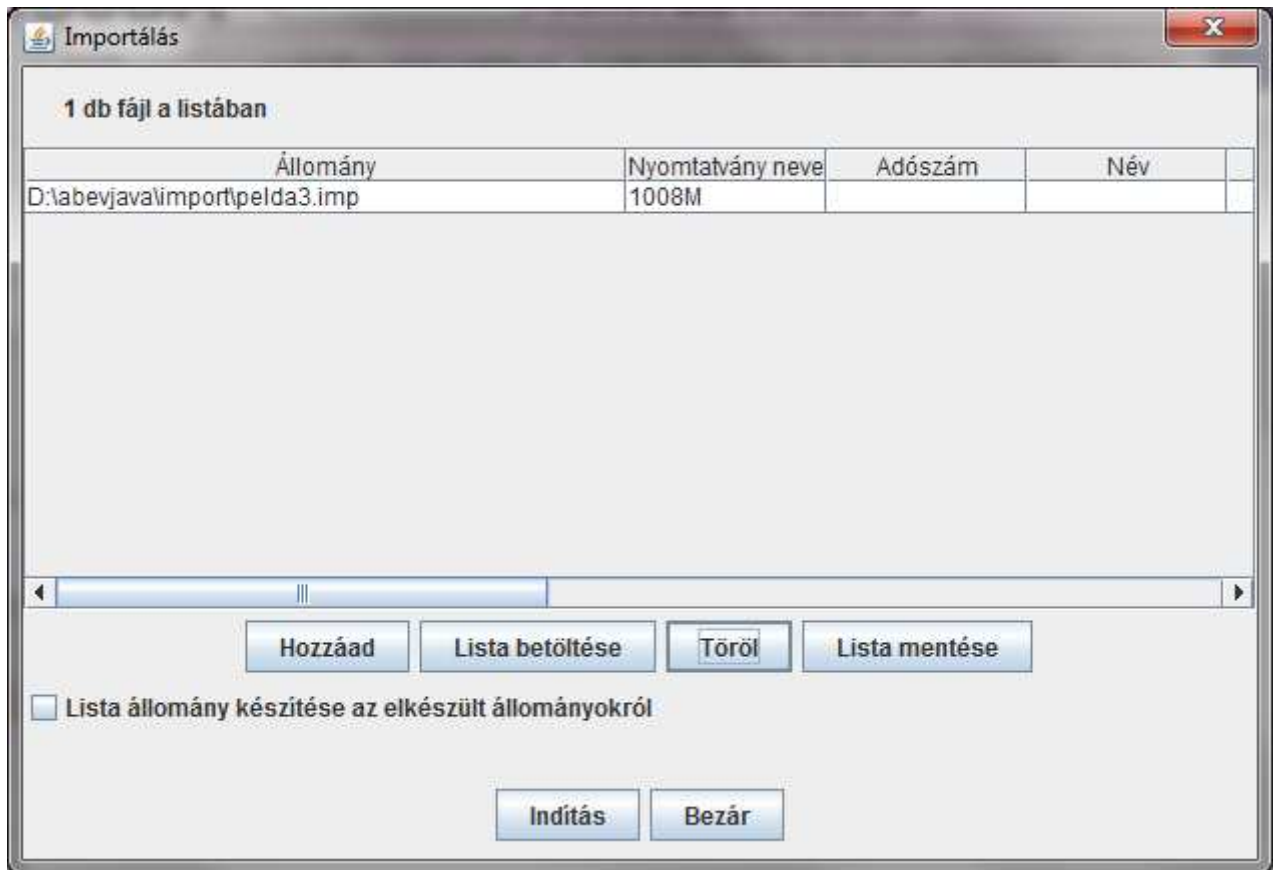 Importálás
1 db fájl a listában
Állomány Nyomtatvány neve Adószám Név
D:\abevjava\import\pelda3.imp 1008M
Hozzáad Lista betöltése Töröl Lista mentése
Lista állomány készítése az elkészült állományokról
Indítás Bezár